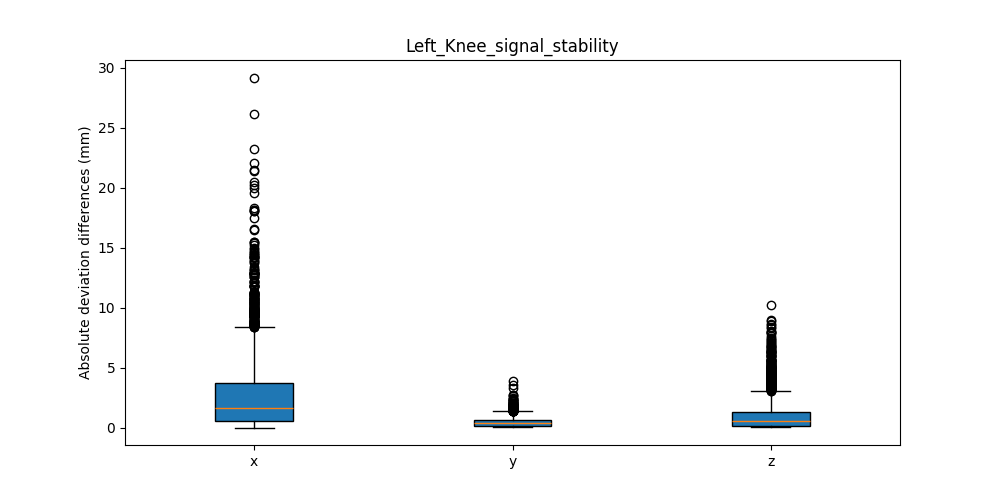 Left_Knee_signal_stability
Absolute deviation differences (mm)
30
25
20
15
10
5
0
x y z